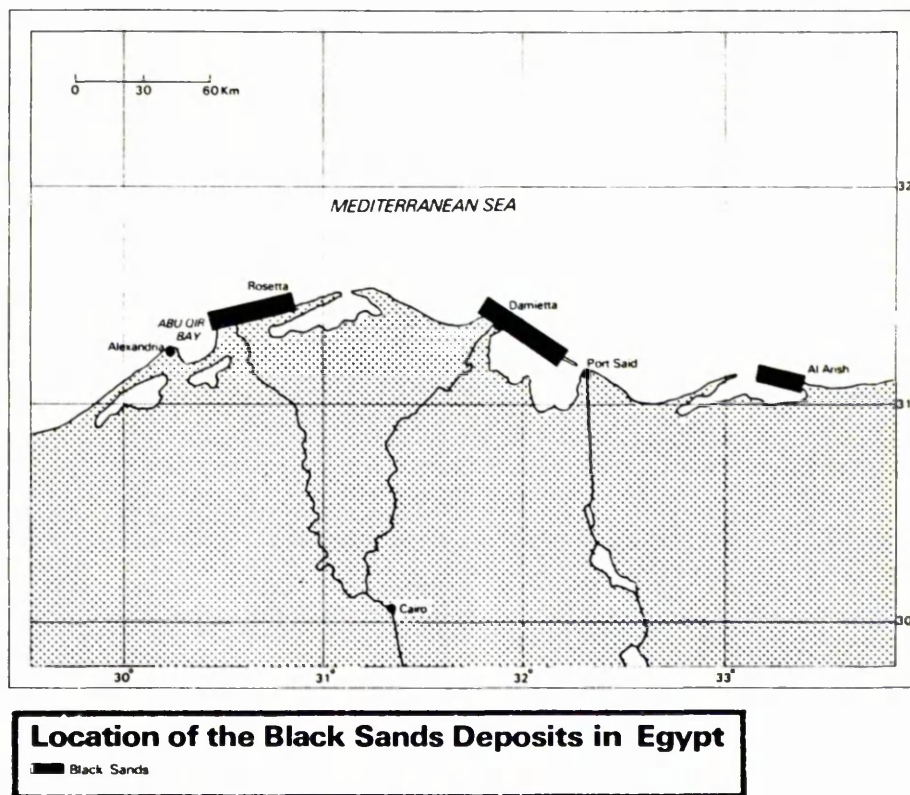 0 30 60 Km
32
MEDITERRANEAN SEA
Rosetta
Damietta
ABU QIR
BAY
Alexandria
Port Said
Al Arish
31
Cairo
30
30° 31° 32° 33°
Location of the Black Sands Deposits in Egypt
Black Sands